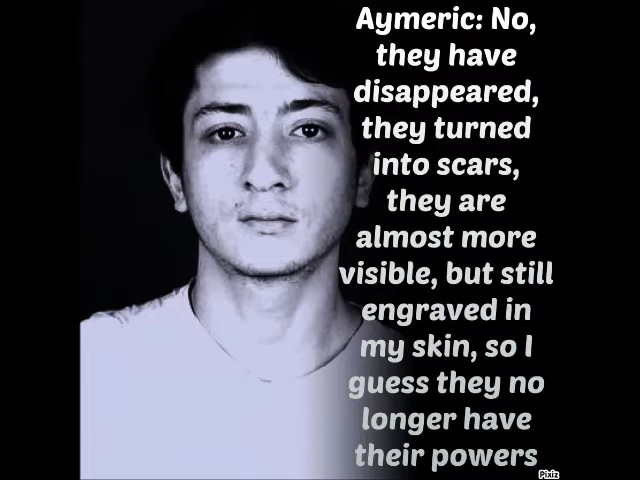 Aymeric: No,
they have
disappeared,
they turned
into scars,
they are
almost more
visible, but still
engraved in
my skin, so I
guess they no
longer have
their powers
Pixiz